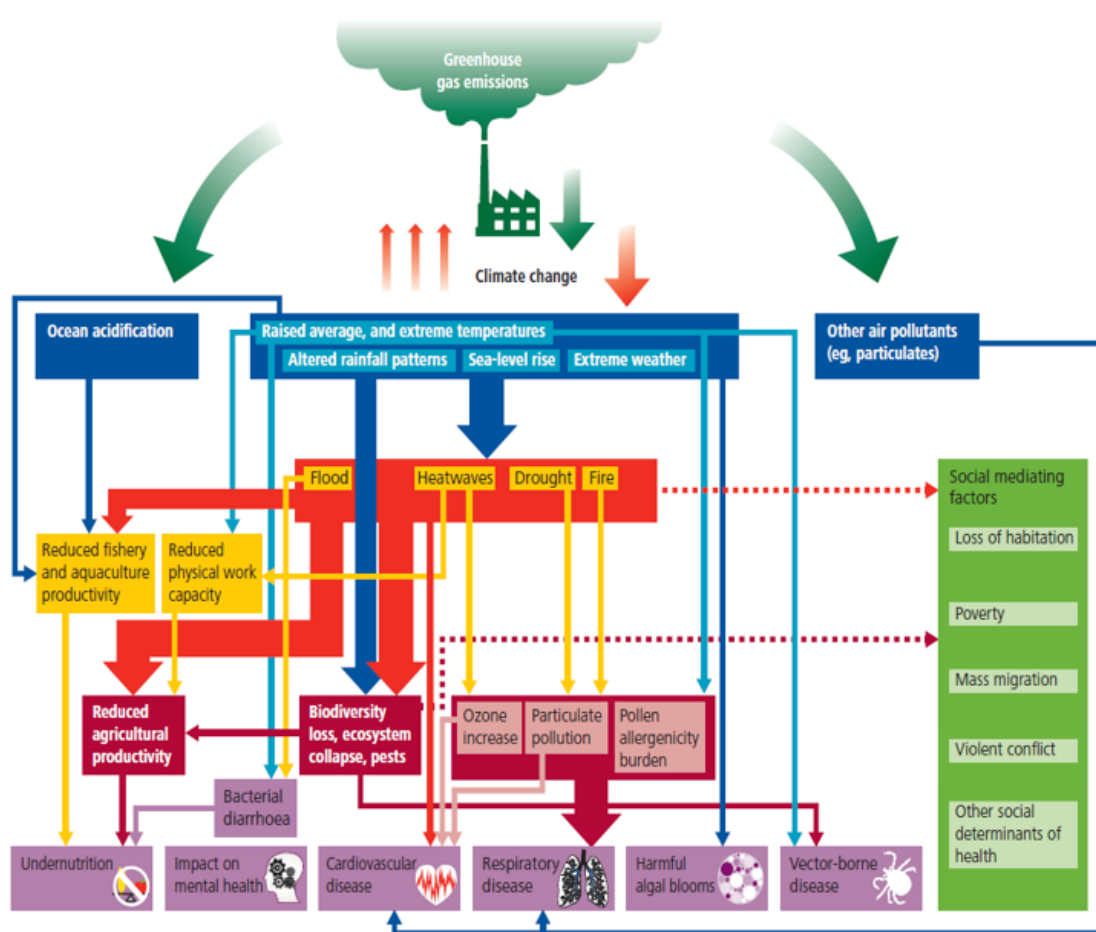 Greenhouse
gas emissions
Climate change
Ocean acidification
Raised average, and extreme temperatures
Altered rainfall patterns
Sea-level rise
Extreme weather
Other air pollutants
(eg, particulates)
Flood
Heatwaves
Drought
Fire
Social mediating
factors
Loss of habitation
Poverty
Mass migration
Violent conflict
Other social
determinants of
health
Reduced fishery
and aquaculture
productivity
Reduced
physical work
capacity
Reduced
agricultural
productivity
Biodiversity
loss, ecosystem
collapse, pests
Ozone
increase
Particulate
pollution
Pollen
allergenicity
burden
Bacterial
diarrhoea
Undernutrition
Impact on
mental health
Cardiovascular
disease
Respiratory
disease
Harmful
algal blooms
Vector-borne
disease